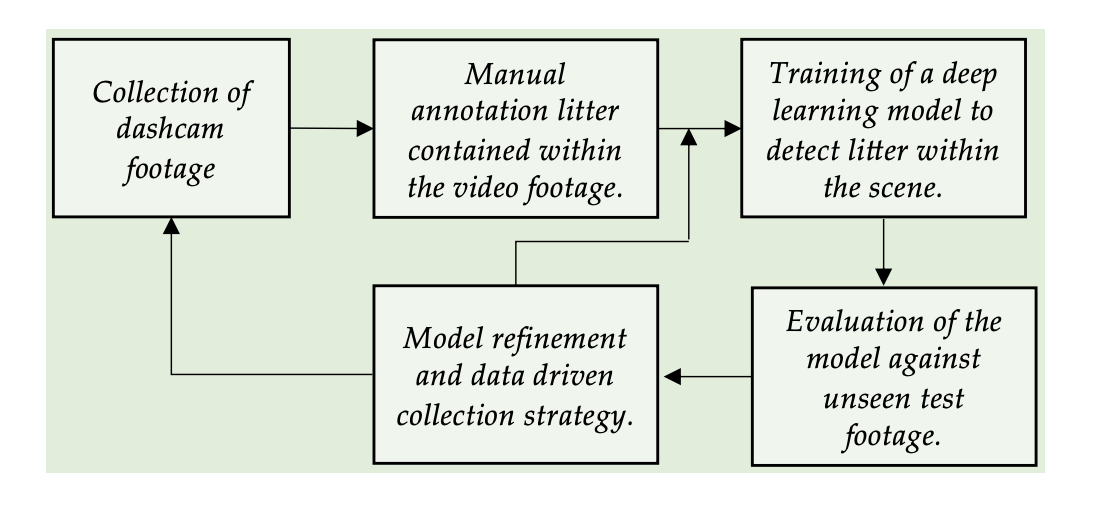 Collection of
dashcam
footage
Manual
annotation litter
contained within
the video footage.
Training of a deep
learning model to
detect litter within
the scene.
Model refinement
and data driven
collection strategy.
Evaluation of the
model against
unseen test
footage.